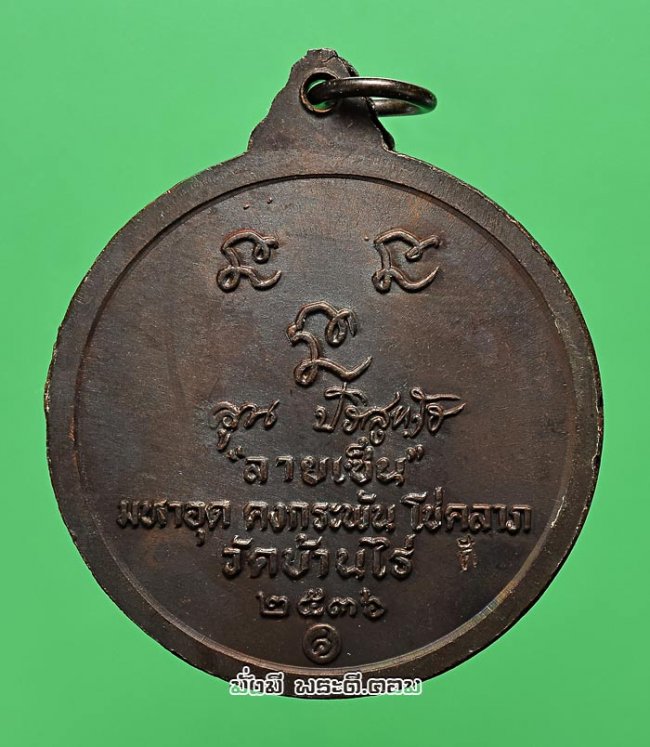 คูณ ปริสุทโธ
"ลายเซ็น"
มหาอุด คงกระพัน โชคลาภ
วัดบ้านไร่
๒๕๓๖
๑
มั่งมี พระดี.คอม